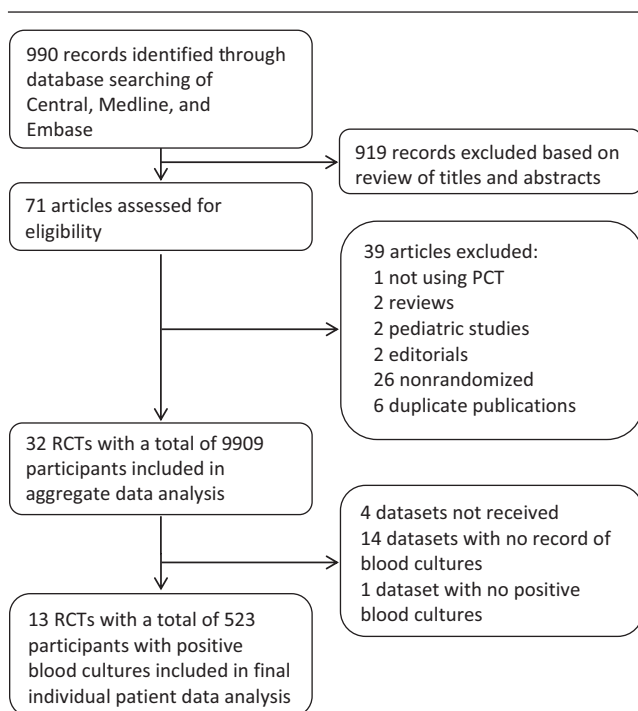 990 records identified through
database searching of
Central, Medline, and
Embase
919 records excluded based on
review of titles and abstracts
71 articles assessed for
eligibility
39 articles excluded:
1 not using PCT
2 reviews
2 pediatric studies
2 editorials
26 nonrandomized
6 duplicate publications
32 RCTs with a total of 9909
participants included in
aggregate data analysis
4 datasets not received
14 datasets with no record of
blood cultures
1 dataset with no positive
blood cultures
13 RCTs with a total of 523
participants with positive
blood cultures included in final
individual patient data analysis